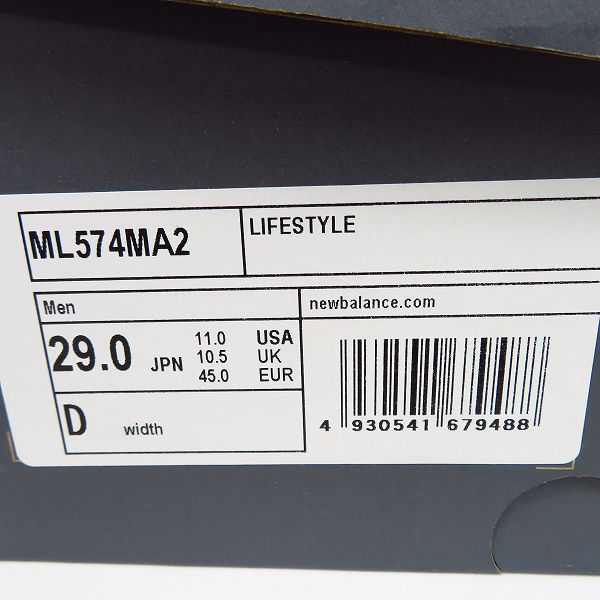 ML574MA2
LIFESTYLE
Men
newbalance.com
29.0 JPN
11.0 USA
10.5 UK
45.0 EUR
D width
4 930541 679488